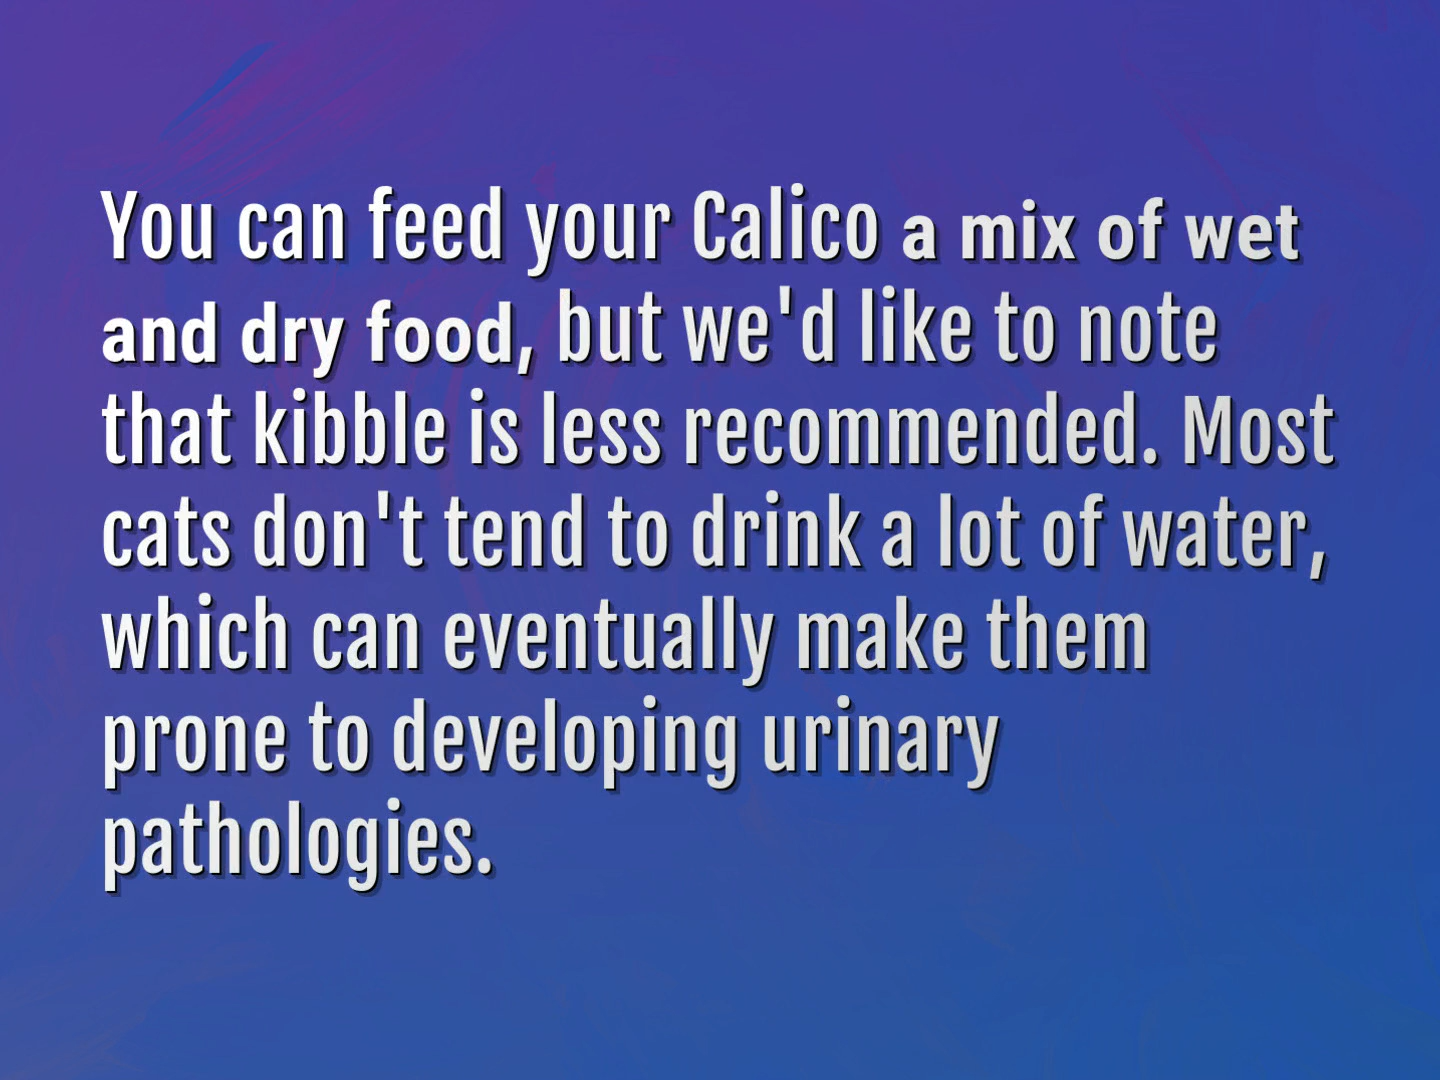 You can feed your Calico a mix of wet
and dry food, but we'd like to note
that kibble is less recommended. Most
cats don't tend to drink a lot of water,
which can eventually make them
prone to developing urinary
pathologies.